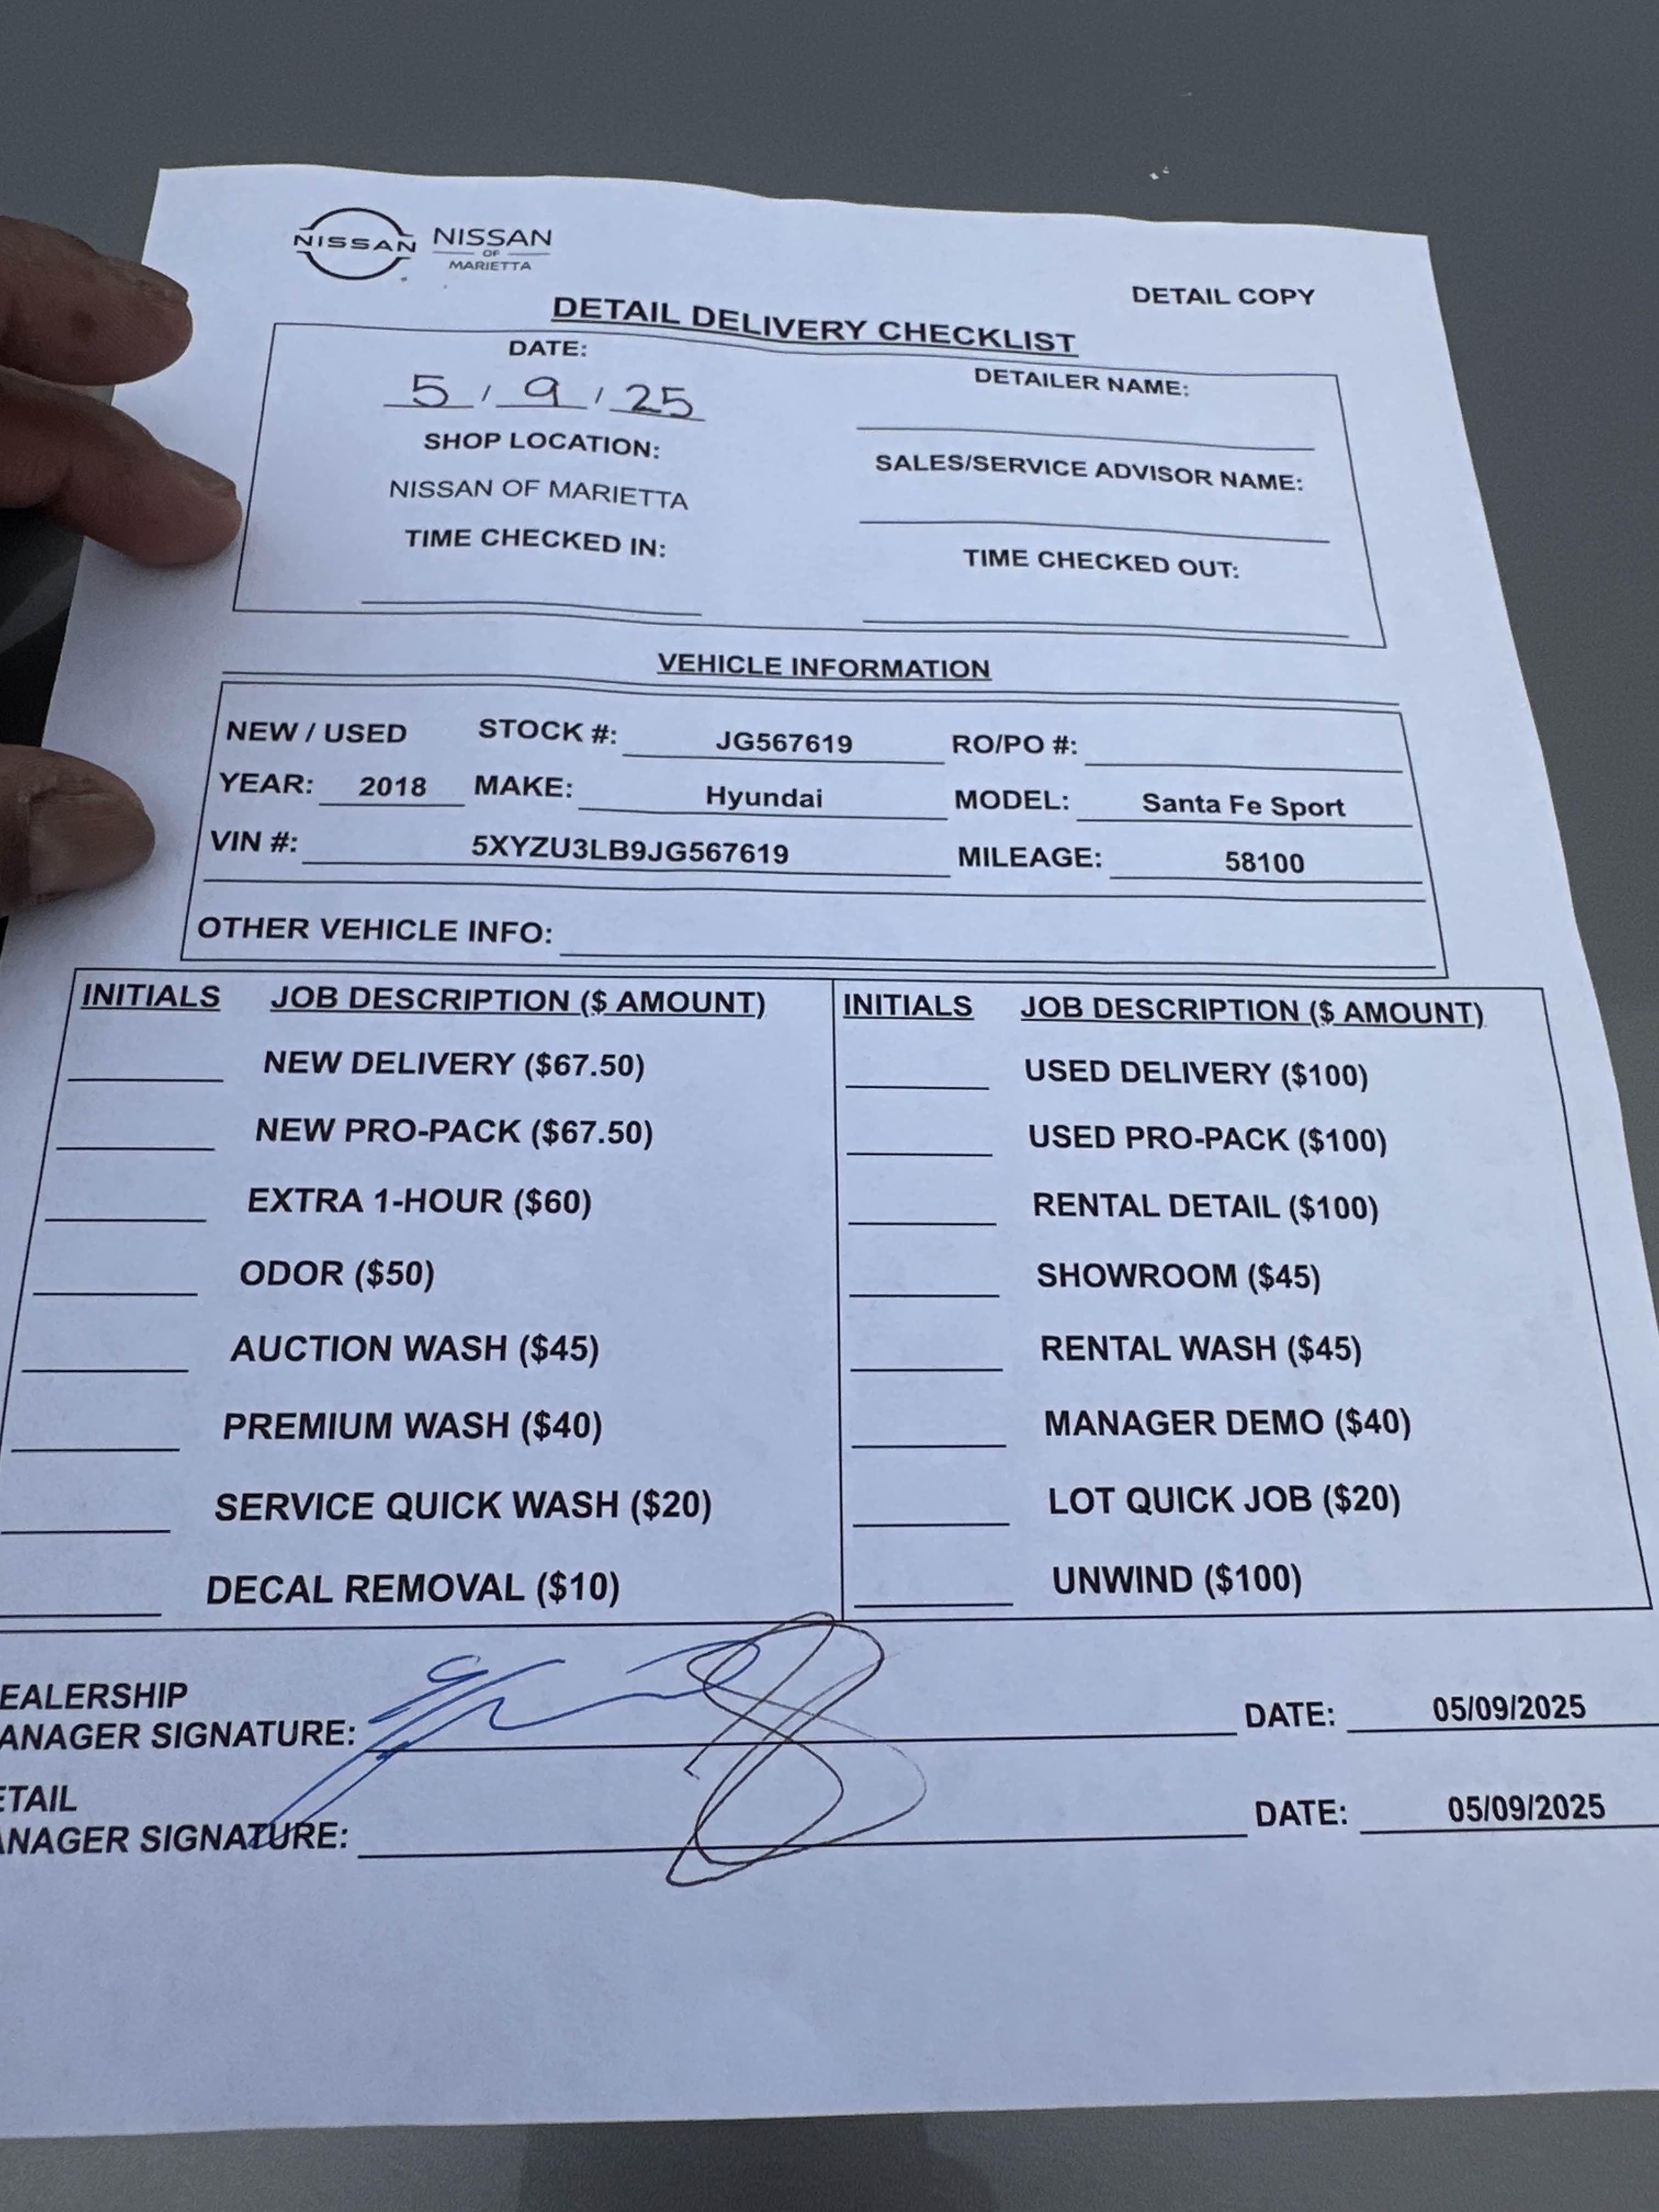 NISSAN NISSAN
OF
MARIETTA
DETAIL COPY
DETAIL DELIVERY CHECKLIST
DATE:
5 / 9 / 25
DETAILER NAME:
SHOP LOCATION:
NISSAN OF MARIETTA
SALES/SERVICE ADVISOR NAME:
TIME CHECKED IN:
TIME CHECKED OUT:
VEHICLE INFORMATION
NEW / USED STOCK #: JG567619 RO/PO #:
YEAR: 2018 MAKE: Hyundai MODEL: Santa Fe Sport
VIN #: 5XYZU3LB9JG567619 MILEAGE: 58100
OTHER VEHICLE INFO:
INITIALS JOB DESCRIPTION ($ AMOUNT) INITIALS JOB DESCRIPTION ($ AMOUNT)
NEW DELIVERY ($67.50) USED DELIVERY ($100)
NEW PRO-PACK ($67.50) USED PRO-PACK ($100)
EXTRA 1-HOUR ($60) RENTAL DETAIL ($100)
ODOR ($50) SHOWROOM ($45)
AUCTION WASH ($45) RENTAL WASH ($45)
PREMIUM WASH ($40) MANAGER DEMO ($40)
SERVICE QUICK WASH ($20) LOT QUICK JOB ($20)
DECAL REMOVAL ($10) UNWIND ($100)
EALERSHIP
ANAGER SIGNATURE: DATE: 05/09/2025
ETAIL
ANAGER SIGNATURE: DATE: 05/09/2025